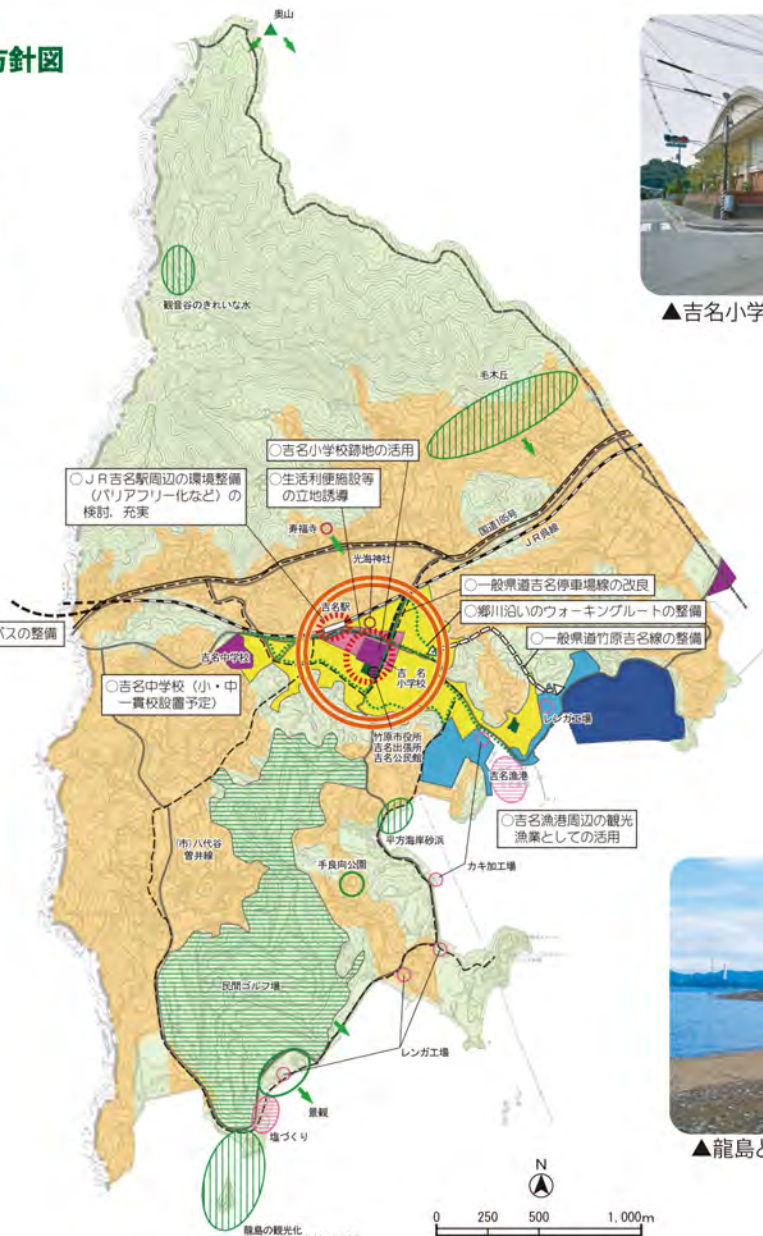 方針図
奥山
▲吉名小学
観音谷のきれいな水
毛木丘
○吉名小学校跡地の活用
○JR吉名駅周辺の環境整備
(バリアフリー化など)の
検討、充実
○生活利便施設等
の立地誘導
国道185号
JR呉線
寿福寺
光海神社
○一般県道吉名停車場線の改良
吉名駅
○郷川沿いのウォーキングルートの整備
パスの整備
○一般県道竹原吉名線の整備
吉名中学校
吉名
小学校
○吉名中学校(小・中
一貫校設置予定)
レンガ工場
竹原市役所
吉名出張所
吉名公民館
吉名漁港
○吉名漁港周辺の観光
漁業としての活用
平方海岸砂浜
(市)八代谷
曽井線
カキ加工場
手良向公園
民間ゴルフ場
レンガ工場
景観
塩づくり
▲龍島と
龍島の観光化
N
0 250 500 1,000m